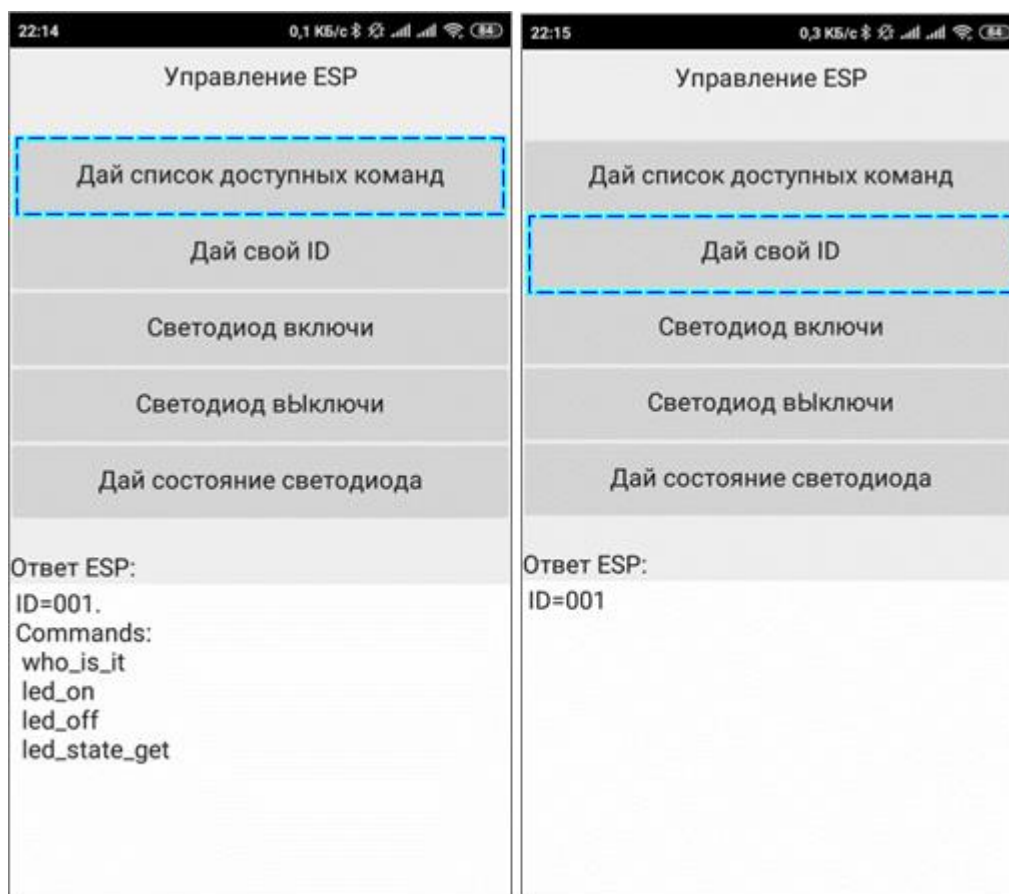 22:14 0,1 КБ/с 84
Управление ESP
Дай список доступных команд
Дай свой ID
Светодиод включи
Светодиод вЫключи
Дай состояние светодиода
Ответ ESP:
ID=001.
Commands:
who_is_it
led_on
led_off
led_state_get
22:15 0,3 КБ/с 84
Управление ESP
Дай список доступных команд
Дай свой ID
Светодиод включи
Светодиод вЫключи
Дай состояние светодиода
Ответ ESP:
ID=001